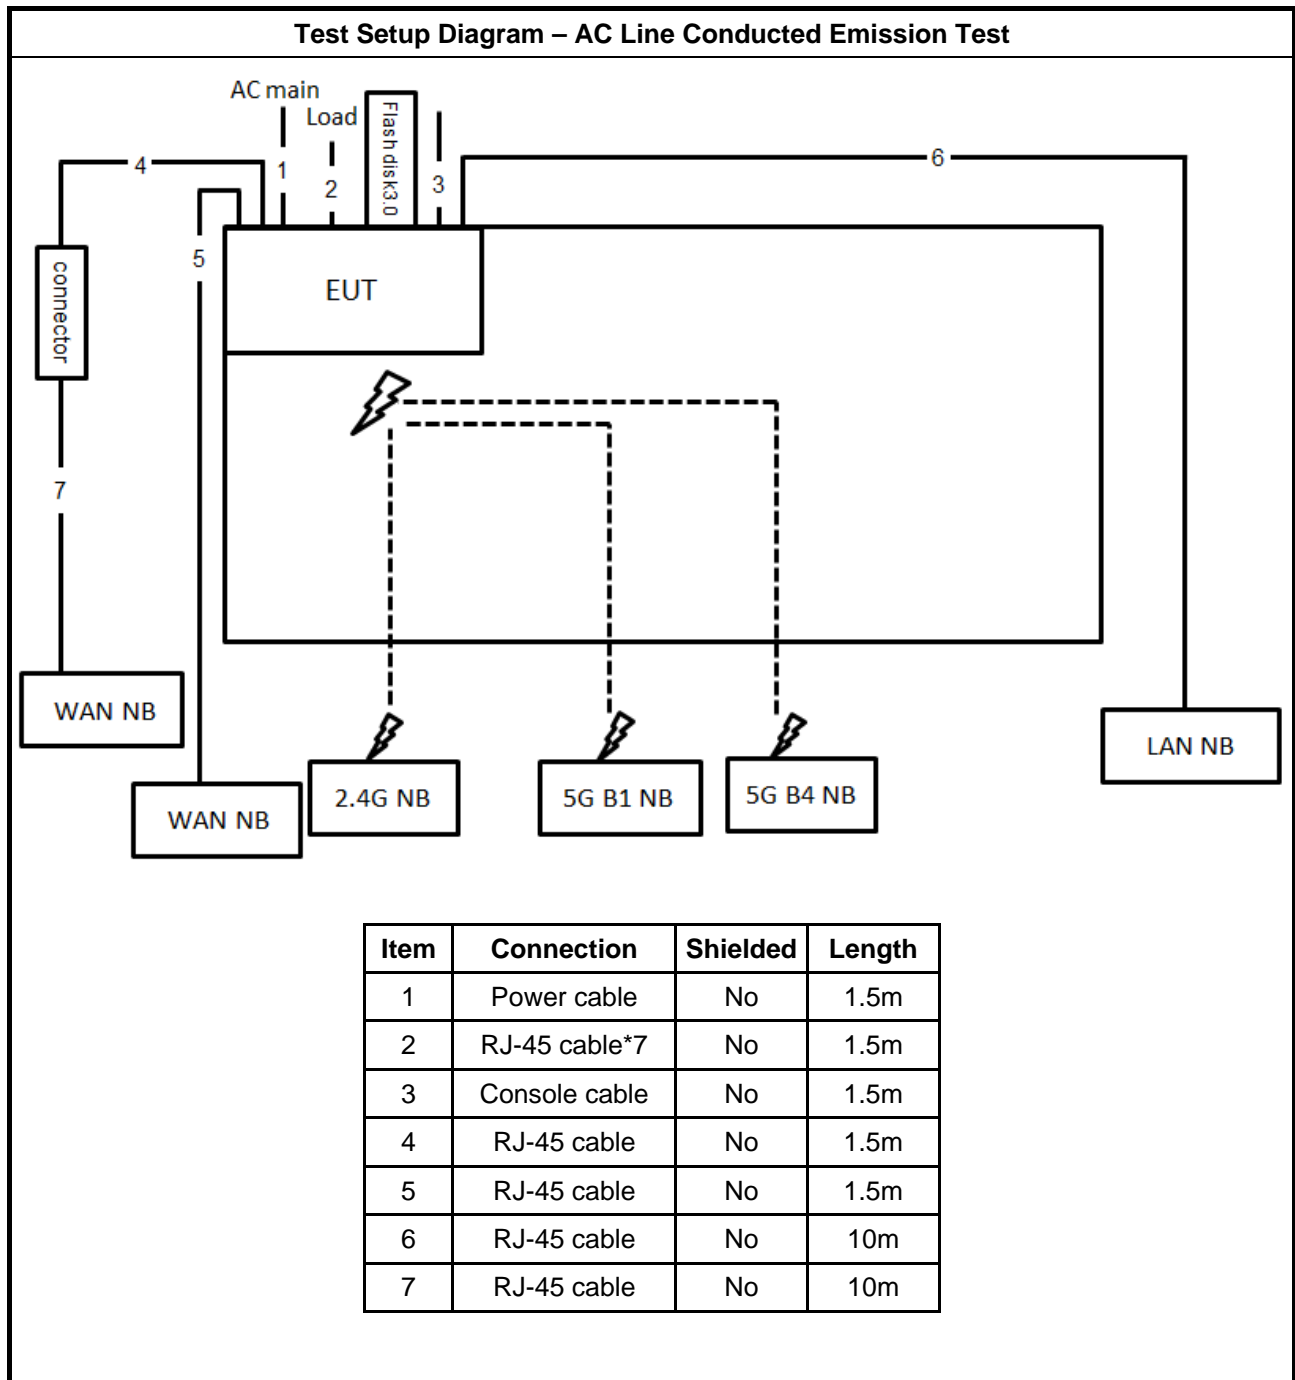 Test Setup Diagram – AC Line Conducted Emission Test
AC main
Load
Flash disk3.0
4
1
2
3
6
5
connector
EUT
7
WAN NB
WAN NB
2.4G NB
5G B1 NB
5G B4 NB
LAN NB
Item Connection Shielded Length
1 Power cable No 1.5m
2 RJ-45 cable*7 No 1.5m
3 Console cable No 1.5m
4 RJ-45 cable No 1.5m
5 RJ-45 cable No 1.5m
6 RJ-45 cable No 10m
7 RJ-45 cable No 10m